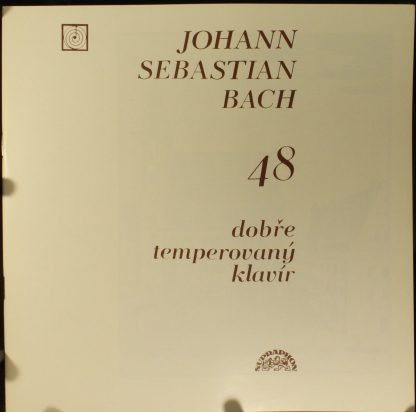 JOHANN
SEBASTIAN
BACH
48
dobře
temperovaný
klavír
SUPRAPHON